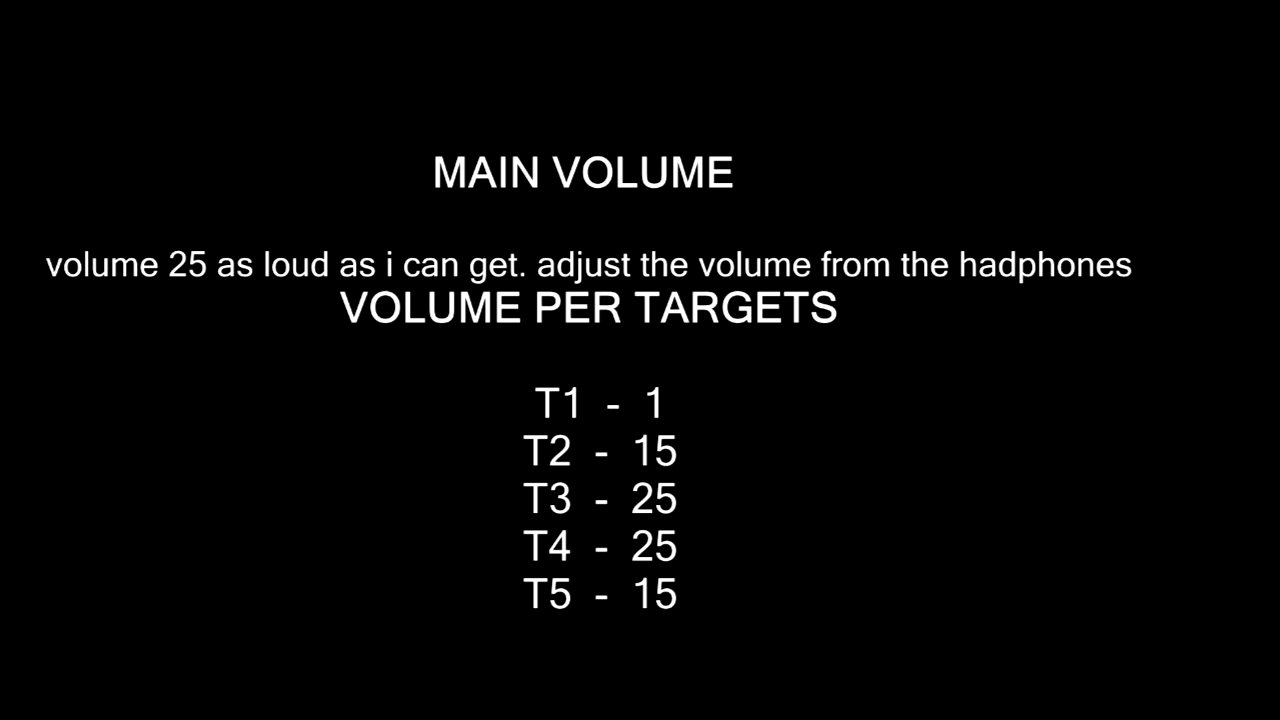 MAIN VOLUME
volume 25 as loud as i can get. adjust the volume from the hadphones
VOLUME PER TARGETS
T1 - 1
T2 - 15
T3 - 25
T4 - 25
T5 - 15